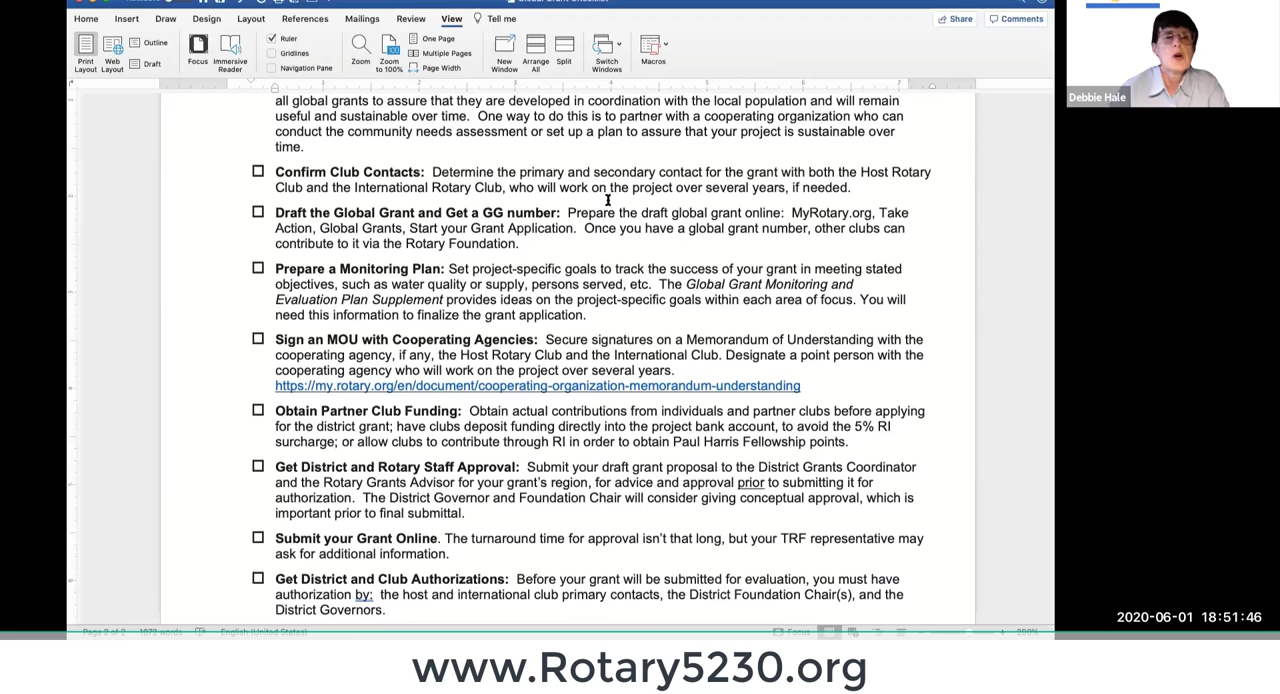 Home Insert Draw Design Layout References Mailings Review View Tell me Share Comments
Print Layout Web Layout Outline Draft Focus Immersive Reader Ruler Gridlines Navigation Pane Zoom Zoom to 100% One Page Multiple Pages Page Width New Window Arrange All Split Switch Windows Macros
all global grants to assure that they are developed in coordination with the local population and will remain
useful and sustainable over time. One way to do this is to partner with a cooperating organization who can
conduct the community needs assessment or set up a plan to assure that your project is sustainable over
time.
Confirm Club Contacts: Determine the primary and secondary contact for the grant with both the Host Rotary
Club and the International Rotary Club, who will work on the project over several years, if needed.
Draft the Global Grant and Get a GG number: Prepare the draft global grant online: MyRotary.org, Take
Action, Global Grants, Start your Grant Application. Once you have a global grant number, other clubs can
contribute to it via the Rotary Foundation.
Prepare a Monitoring Plan: Set project-specific goals to track the success of your grant in meeting stated
objectives, such as water quality or supply, persons served, etc. The Global Grant Monitoring and
Evaluation Plan Supplement provides ideas on the project-specific goals within each area of focus. You will
need this information to finalize the grant application.
Sign an MOU with Cooperating Agencies: Secure signatures on a Memorandum of Understanding with the
cooperating agency, if any, the Host Rotary Club and the International Club. Designate a point person with the
cooperating agency who will work on the project over several years.
https://my.rotary.org/en/document/cooperating-organization-memorandum-understanding
Obtain Partner Club Funding: Obtain actual contributions from individuals and partner clubs before applying
for the district grant; have clubs deposit funding directly into the project bank account, to avoid the 5% RI
surcharge; or allow clubs to contribute through RI in order to obtain Paul Harris Fellowship points.
Get District and Rotary Staff Approval: Submit your draft grant proposal to the District Grants Coordinator
and the Rotary Grants Advisor for your grant's region, for advice and approval prior to submitting it for
authorization. The District Governor and Foundation Chair will consider giving conceptual approval, which is
important prior to final submittal.
Submit your Grant Online. The turnaround time for approval isn't that long, but your TRF representative may
ask for additional information.
Get District and Club Authorizations: Before your grant will be submitted for evaluation, you must have
authorization by: the host and international club primary contacts, the District Foundation Chair(s), and the
District Governors.
Debbie Hale
2020-06-01 18:51:46
www.Rotary5230.org